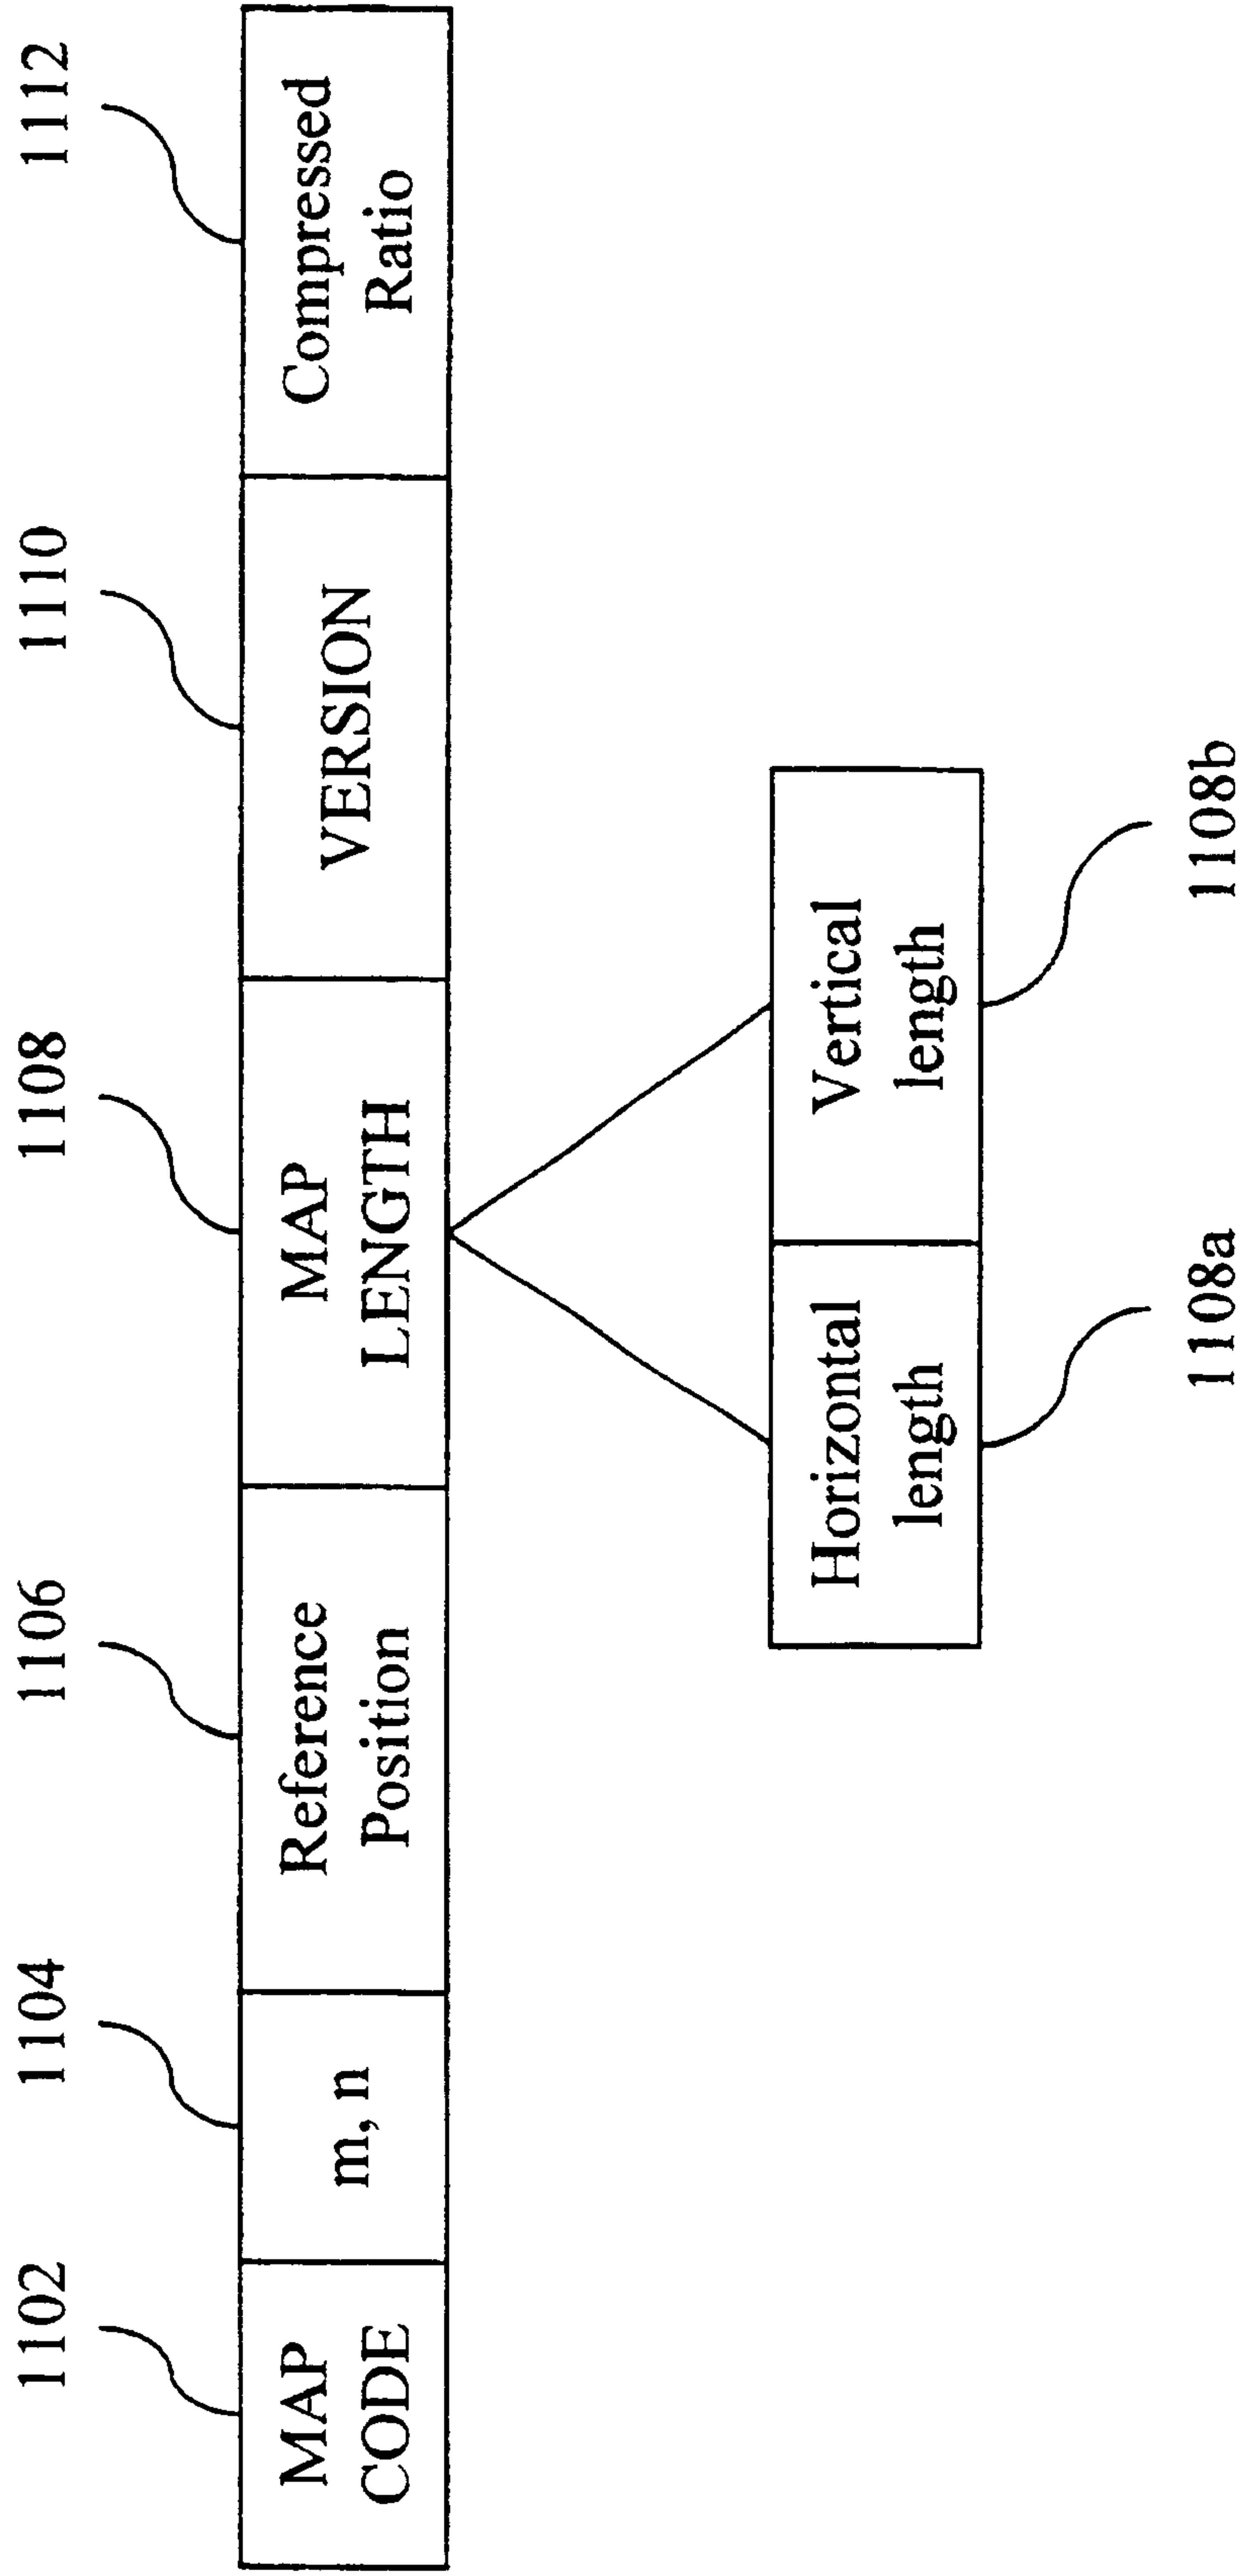 1102
1104
1106
1108
1110
1112
MAP
CODE
m, n
Reference
Position
MAP
LENGTH
VERSION
Compressed
Ratio
Horizontal
length
Vertical
length
1108a
1108b